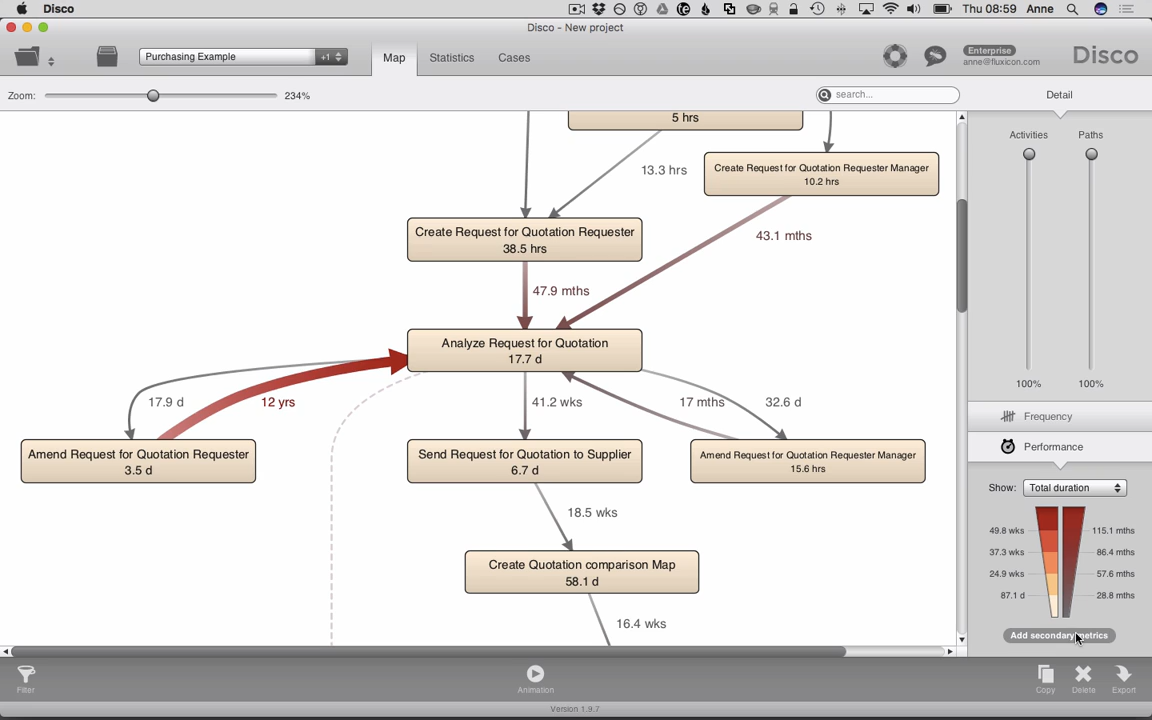 Disco
Thu 08:59 Anne
Disco - New project
Purchasing Example
+1
Map
Statistics
Cases
Enterprise
anne@fluxicon.com
Disco
Zoom:
234%
search...
Detail
5 hrs
Activities
Paths
13.3 hrs
Create Request for Quotation Requester Manager
10.2 hrs
Create Request for Quotation Requester
38.5 hrs
43.1 mths
47.9 mths
Analyze Request for Quotation
17.7 d
100%
100%
17.9 d
12 yrs
41.2 wks
17 mths
32.6 d
Frequency
Amend Request for Quotation Requester
3.5 d
Send Request for Quotation to Supplier
6.7 d
Amend Request for Quotation Requester Manager
15.6 hrs
Performance
Show:
Total duration
18.5 wks
49.8 wks
115.1 mths
37.3 wks
86.4 mths
24.9 wks
57.6 mths
87.1 d
28.8 mths
Create Quotation comparison Map
58.1 d
16.4 wks
Add secondary metrics
Filter
Animation
Copy
Delete
Export
Version 1.9.7